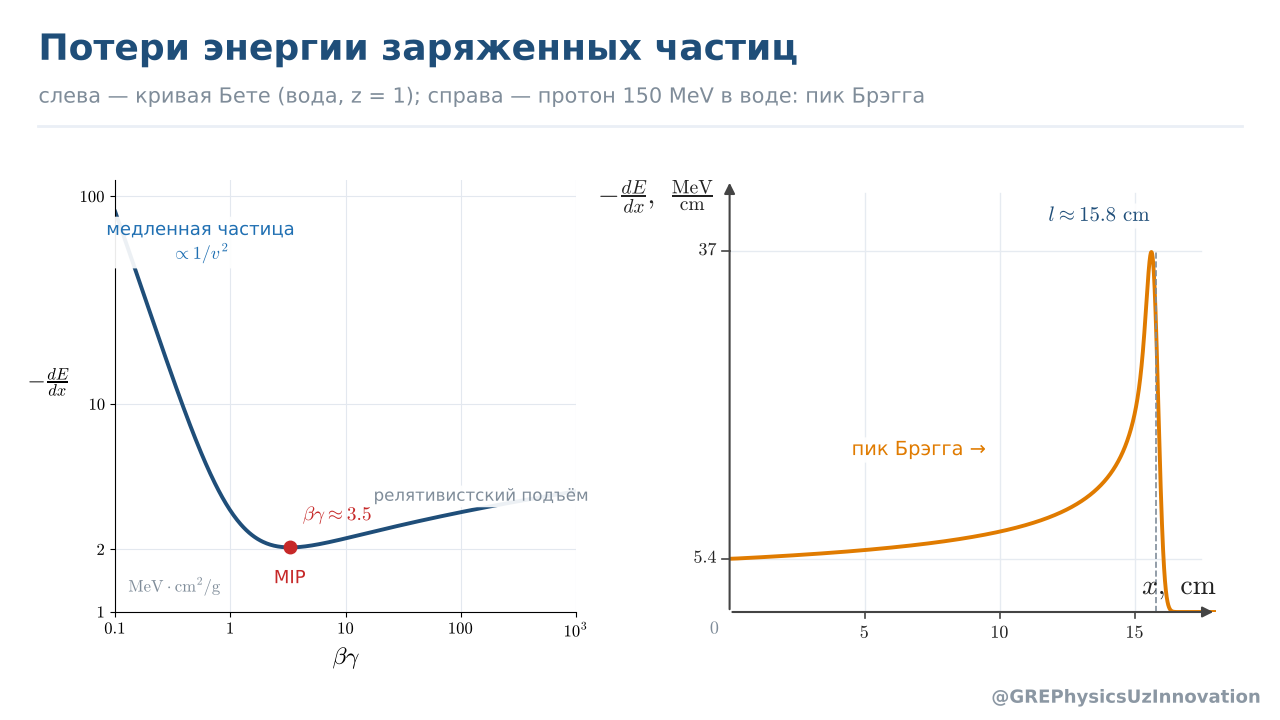 Потери энергии заряженных частиц
слева — кривая Бете (вода, z = 1); справа — протон 150 MeV в воде: пик Брэгга
100
медленная частица
∝ 1/v²
−dE/dx
10
релятивистский подъём
βγ ≈ 3.5
2
MIP
MeV · cm²/g
1
0.1 1 10 100 10³
βγ
−dE/dx, MeV/cm
l ≈ 15.8 cm
37
пик Брэгга →
5.4
x, cm
0 5 10 15
@GREPhysicsUzInnovation